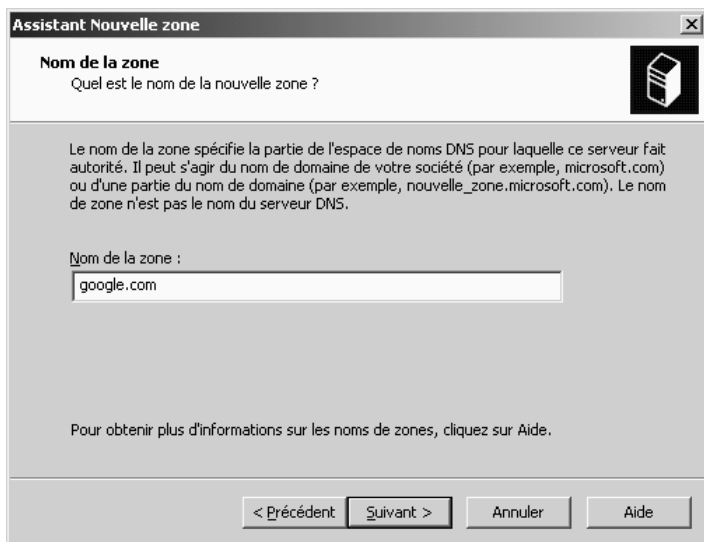 Assistant Nouvelle zone
Nom de la zone
Quel est le nom de la nouvelle zone ?
Le nom de la zone spécifie la partie de l'espace de noms DNS pour laquelle ce serveur fait
autorité. Il peut s'agir du nom de domaine de votre société (par exemple, microsoft.com)
ou d'une partie du nom de domaine (par exemple, nouvelle_zone.microsoft.com). Le nom
de zone n'est pas le nom du serveur DNS.
Nom de la zone :
google.com
Pour obtenir plus d'informations sur les noms de zones, cliquez sur Aide.
< Précédent Suivant > Annuler Aide